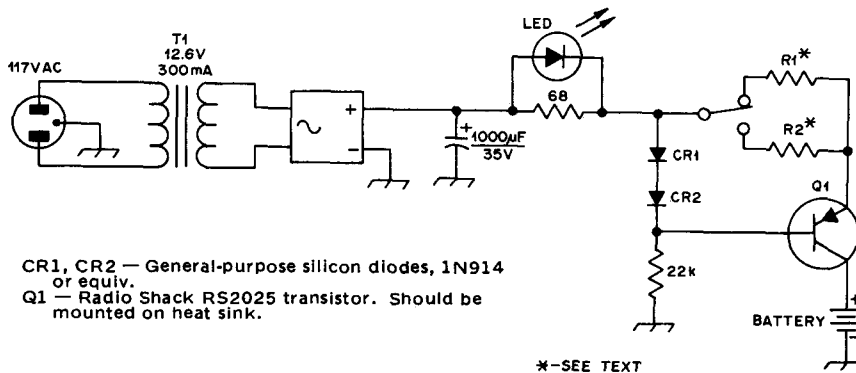 117VAC
T1
12.6V
300mA
+
−
+
1000µF
35V
LED
68
CR1
CR2
22k
R1*
R2*
Q1
BATTERY
+
−
CR1, CR2 — General-purpose silicon diodes, 1N914
or equiv.
Q1 — Radio Shack RS2025 transistor. Should be
mounted on heat sink.
*-SEE TEXT